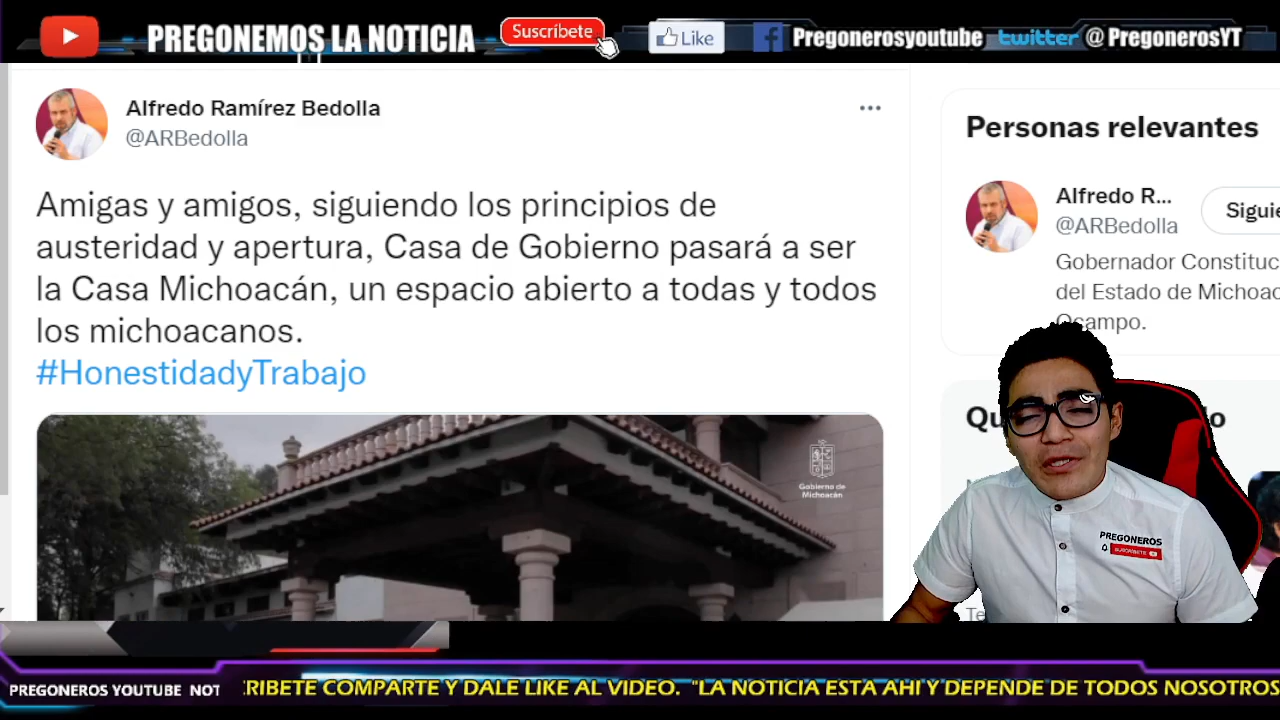 PREGONEMOS LA NOTICIA
Suscríbete
Like
Pregonerosyoutube
twitter @PregonerosYT
Alfredo Ramírez Bedolla
@ARBedolla
Amigas y amigos, siguiendo los principios de
austeridad y apertura, Casa de Gobierno pasará a ser
la Casa Michoacán, un espacio abierto a todas y todos
los michoacanos.
#HonestidadyTrabajo
Gobierno de
Michoacán
Personas relevantes
Alfredo R...
@ARBedolla
Siguie
Gobernador Constituc
del Estado de Michoac
Ocampo.
PREGONEROS
SUSCRIBETE
PREGONEROS YOUTUBE NOT
RIBETE COMPARTE Y DALE LIKE AL VIDEO. "LA NOTICIA ESTA AHI Y DEPENDE DE TODOS NOSOTROS